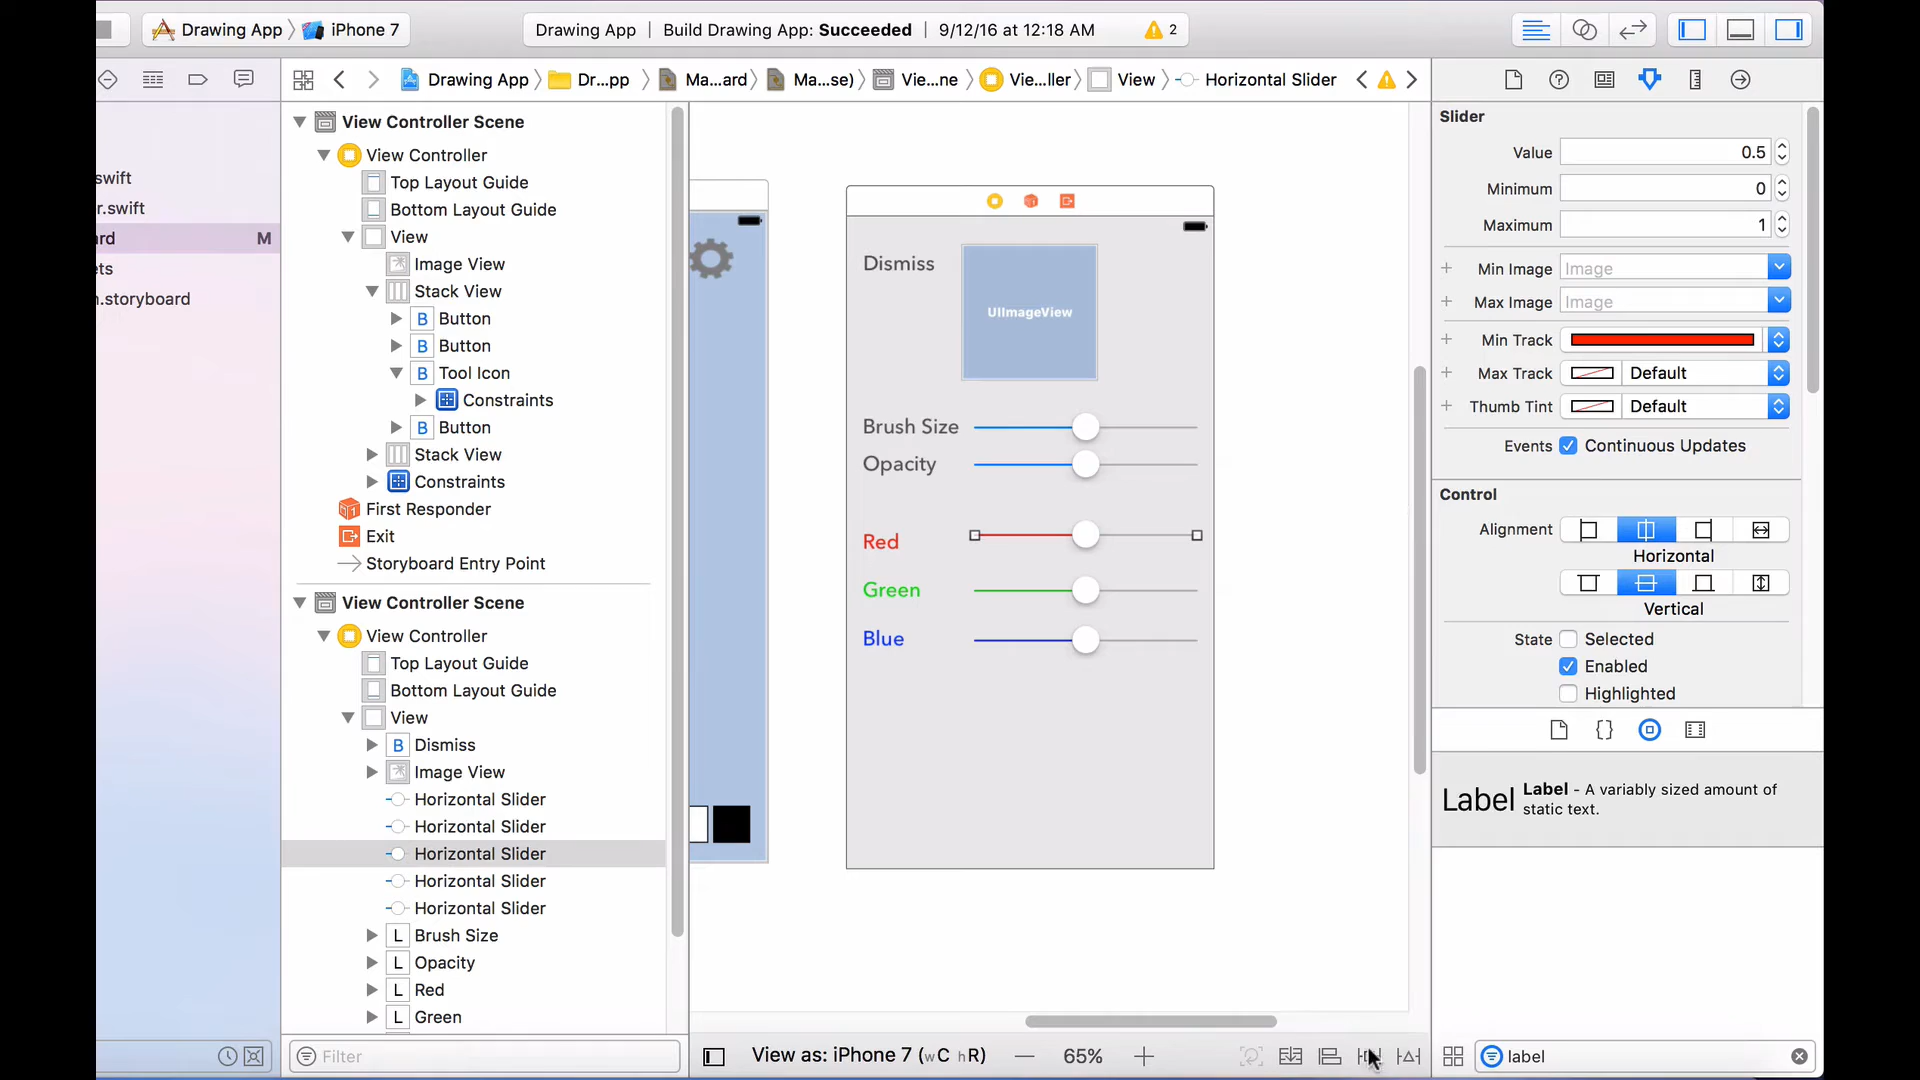 Drawing App
iPhone 7
Drawing App
Build Drawing App: Succeeded
9/12/16 at 12:18 AM
2
Drawing App
Dr...pp
Ma...ard
Ma...se)
Vie...ne
Vie...ller
View
Horizontal Slider
swift
r.swift
rd
M
ets
n.storyboard
View Controller Scene
View Controller
Top Layout Guide
Bottom Layout Guide
View
Image View
Stack View
B Button
B Button
B Tool Icon
Constraints
B Button
Stack View
Constraints
First Responder
Exit
Storyboard Entry Point
View Controller Scene
View Controller
Top Layout Guide
Bottom Layout Guide
View
B Dismiss
Image View
Horizontal Slider
Horizontal Slider
Horizontal Slider
Horizontal Slider
Horizontal Slider
L Brush Size
L Opacity
L Red
L Green
Filter
Dismiss
UIImageView
Brush Size
Opacity
Red
Green
Blue
View as: iPhone 7 (wC hR)
65%
Slider
Value 0.5
Minimum 0
Maximum 1
Min Image Image
Max Image Image
Min Track
Max Track Default
Thumb Tint Default
Events Continuous Updates
Control
Alignment
Horizontal
Vertical
State Selected
Enabled
Highlighted
Label
Label - A variably sized amount of
static text.
label